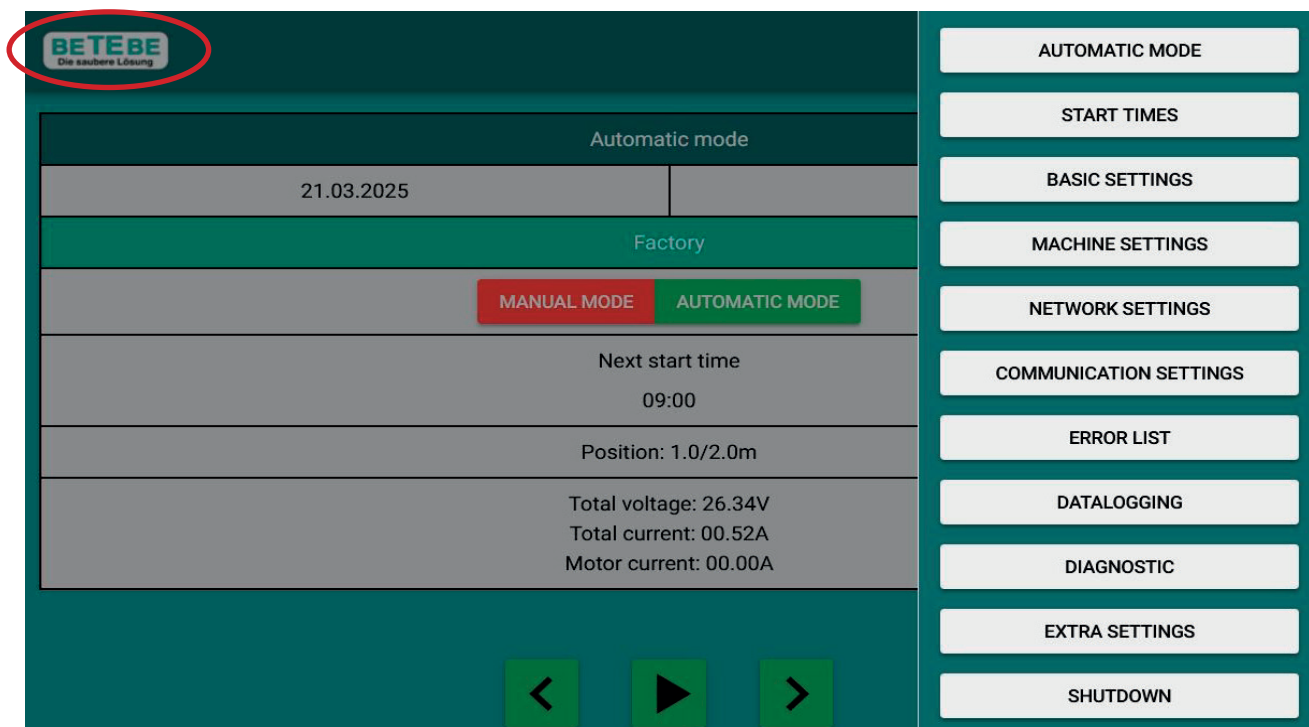 BETEBE
Die saubere Lösung
Automatic mode
21.03.2025
Factory
MANUAL MODE AUTOMATIC MODE
Next start time
09:00
Position: 1.0/2.0m
Total voltage: 26.34V
Total current: 00.52A
Motor current: 00.00A
AUTOMATIC MODE
START TIMES
BASIC SETTINGS
MACHINE SETTINGS
NETWORK SETTINGS
COMMUNICATION SETTINGS
ERROR LIST
DATALOGGING
DIAGNOSTIC
EXTRA SETTINGS
SHUTDOWN